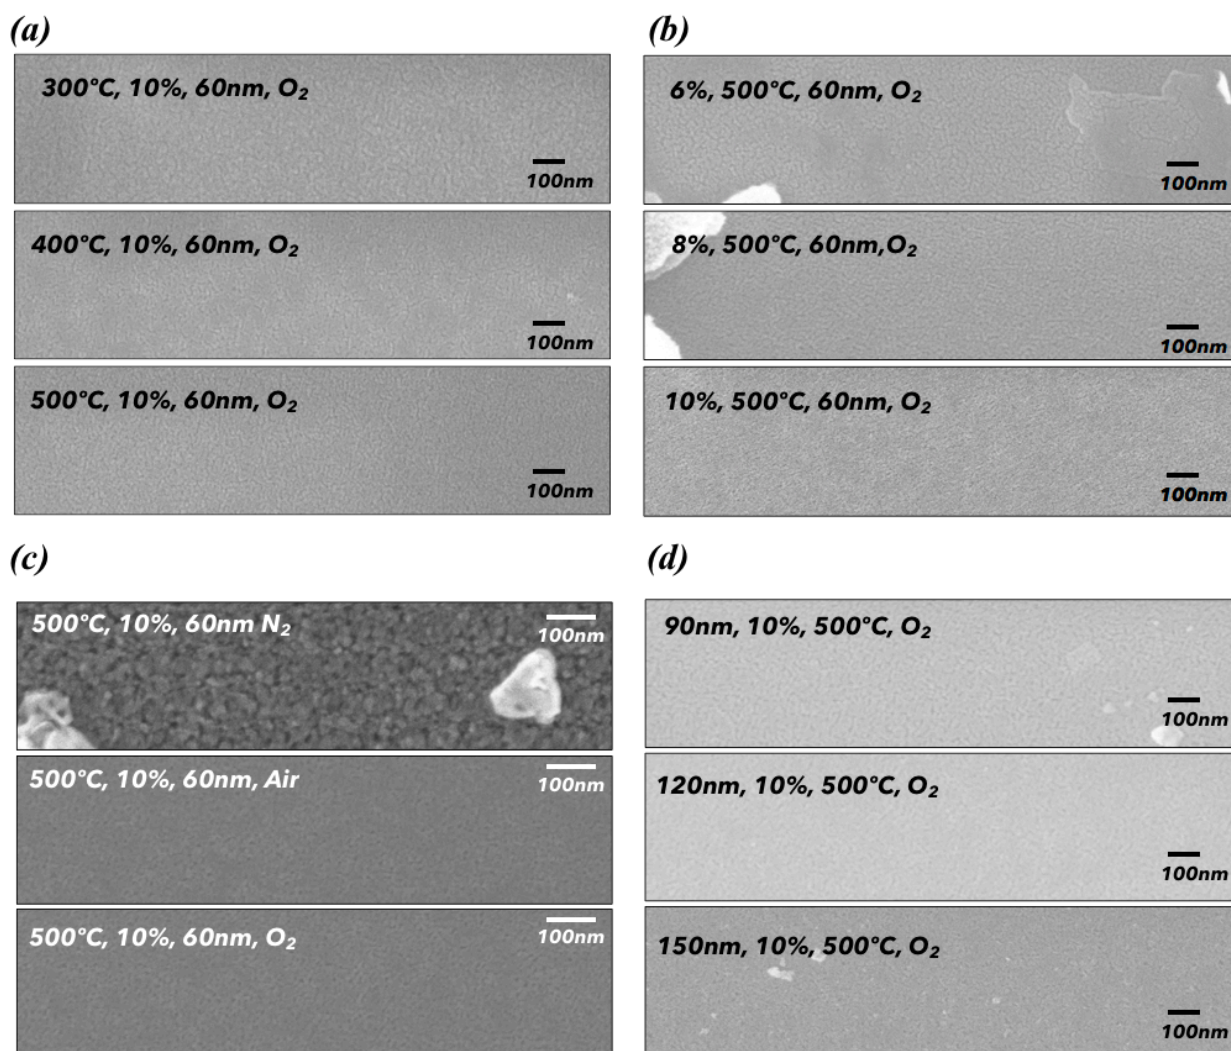 (a)
300°C, 10%, 60nm, O₂
100nm
400°C, 10%, 60nm, O₂
100nm
500°C, 10%, 60nm, O₂
100nm
(b)
6%, 500°C, 60nm, O₂
100nm
8%, 500°C, 60nm,O₂
100nm
10%, 500°C, 60nm, O₂
100nm
(c)
500°C, 10%, 60nm N₂
100nm
500°C, 10%, 60nm, Air
100nm
500°C, 10%, 60nm, O₂
100nm
(d)
90nm, 10%, 500°C, O₂
100nm
120nm, 10%, 500°C, O₂
100nm
150nm, 10%, 500°C, O₂
100nm